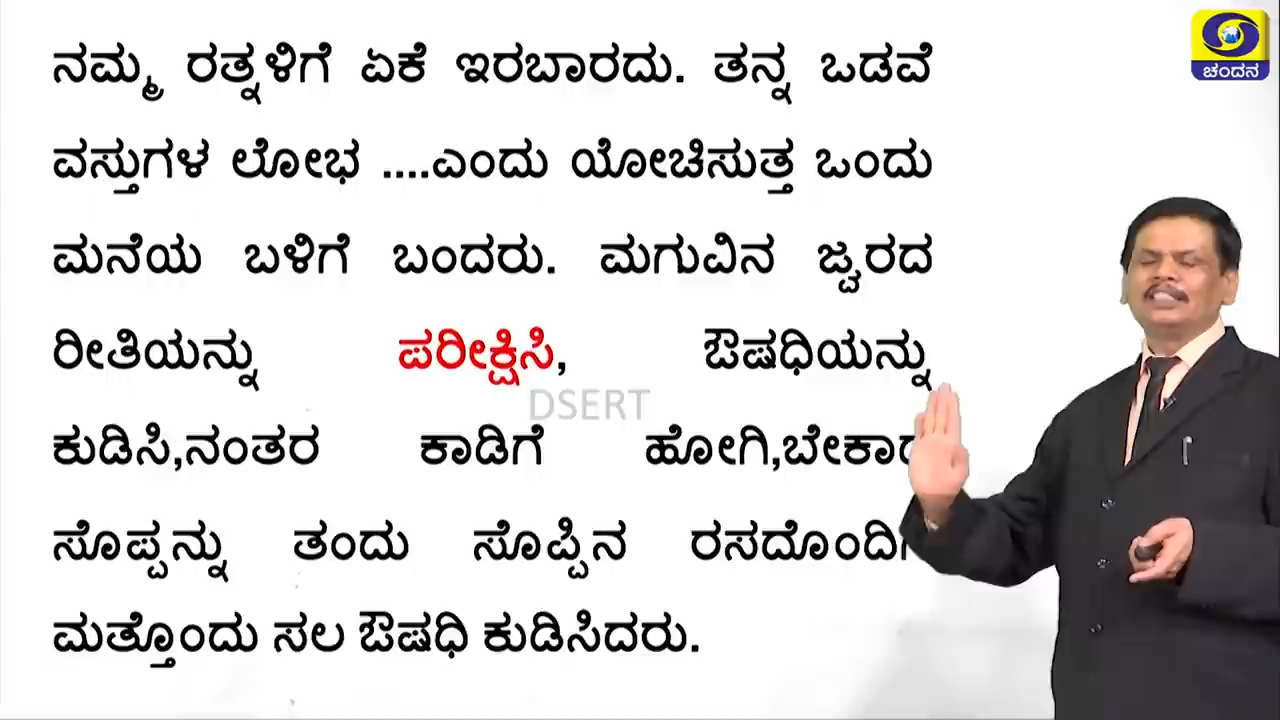 ನಮ್ಮ ರತ್ನಳಿಗೆ ಏಕೆ ಇರಬಾರದು. ತನ್ನ ಒಡವೆ
ಚಂದನ
ವಸ್ತುಗಳ ಲೋಭ ....ಎಂದು ಯೋಚಿಸುತ್ತ ಒಂದು
ಮನೆಯ ಬಳಿಗೆ ಬಂದರು. ಮಗುವಿನ ಜ್ವರದ
ರೀತಿಯನ್ನು ಪರೀಕ್ಷಿಸಿ, ಔಷಧಿಯನ್ನು
DSERT
ಕುಡಿಸಿ,ನಂತರ ಕಾಡಿಗೆ ಹೋಗಿ,
ಸೊಪ್ಪನ್ನು ತಂದು ಸೊಪ್ಪಿನ
ಮತ್ತೊಂದು ಸಲ ಔಷಧಿ ಕುಡಿಸಿದರು.